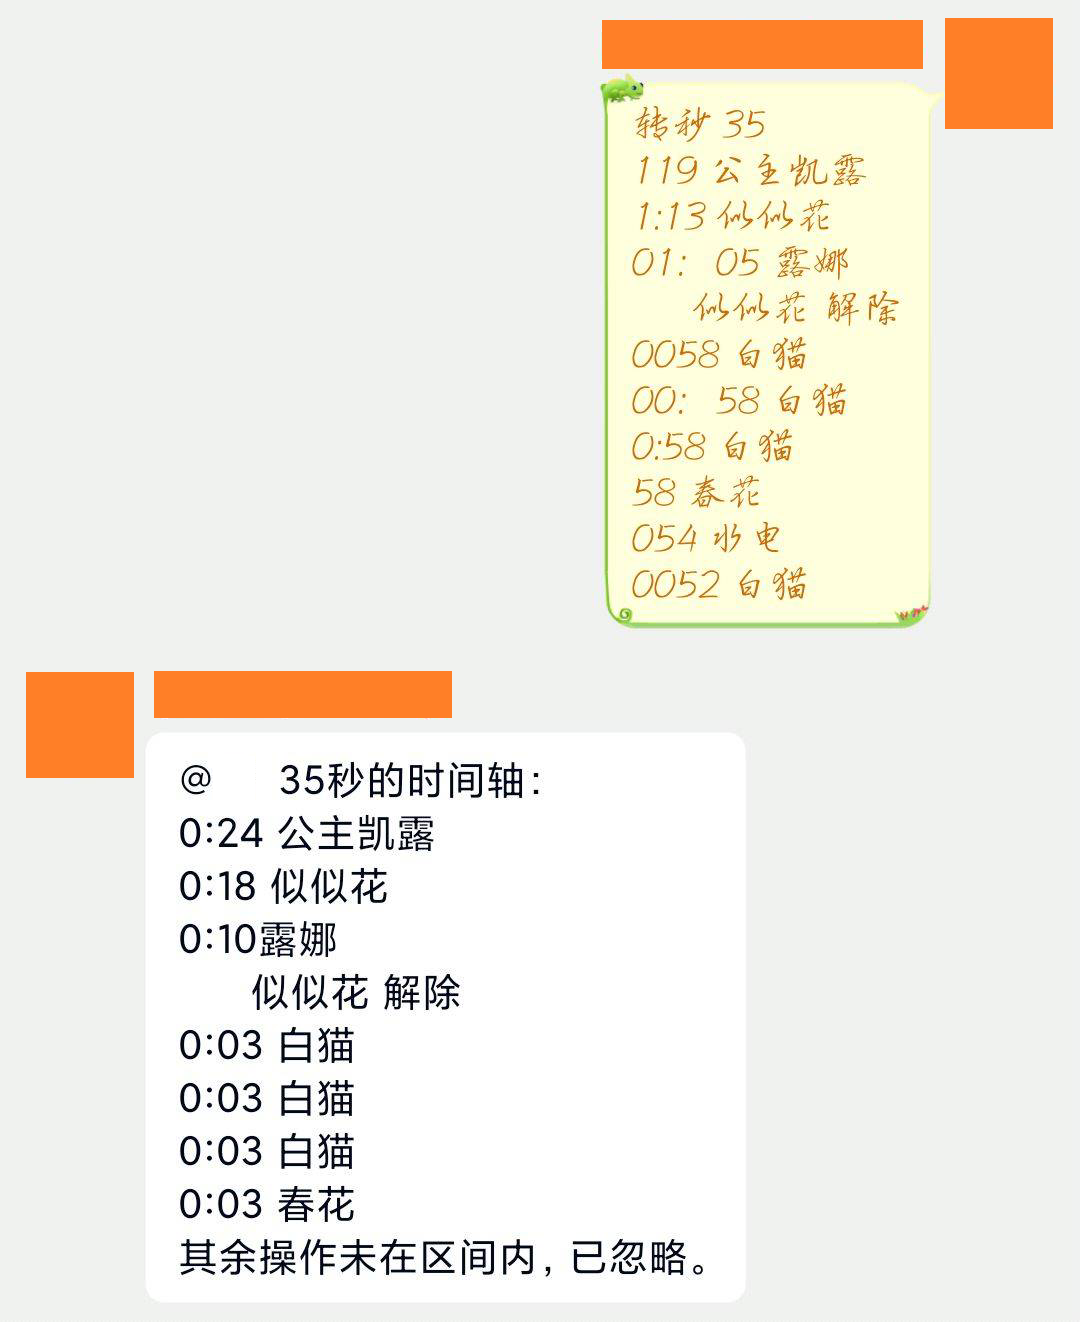 转秒 35
119 公主凯露
1:13 似似花
01： 05 露娜
似似花 解除
0058 白猫
00： 58 白猫
0:58 白猫
58 春花
054 水电
0052 白猫
@ 35秒的时间轴：
0:24 公主凯露
0:18 似似花
0:10露娜
似似花 解除
0:03 白猫
0:03 白猫
0:03 白猫
0:03 春花
其余操作未在区间内，已忽略。